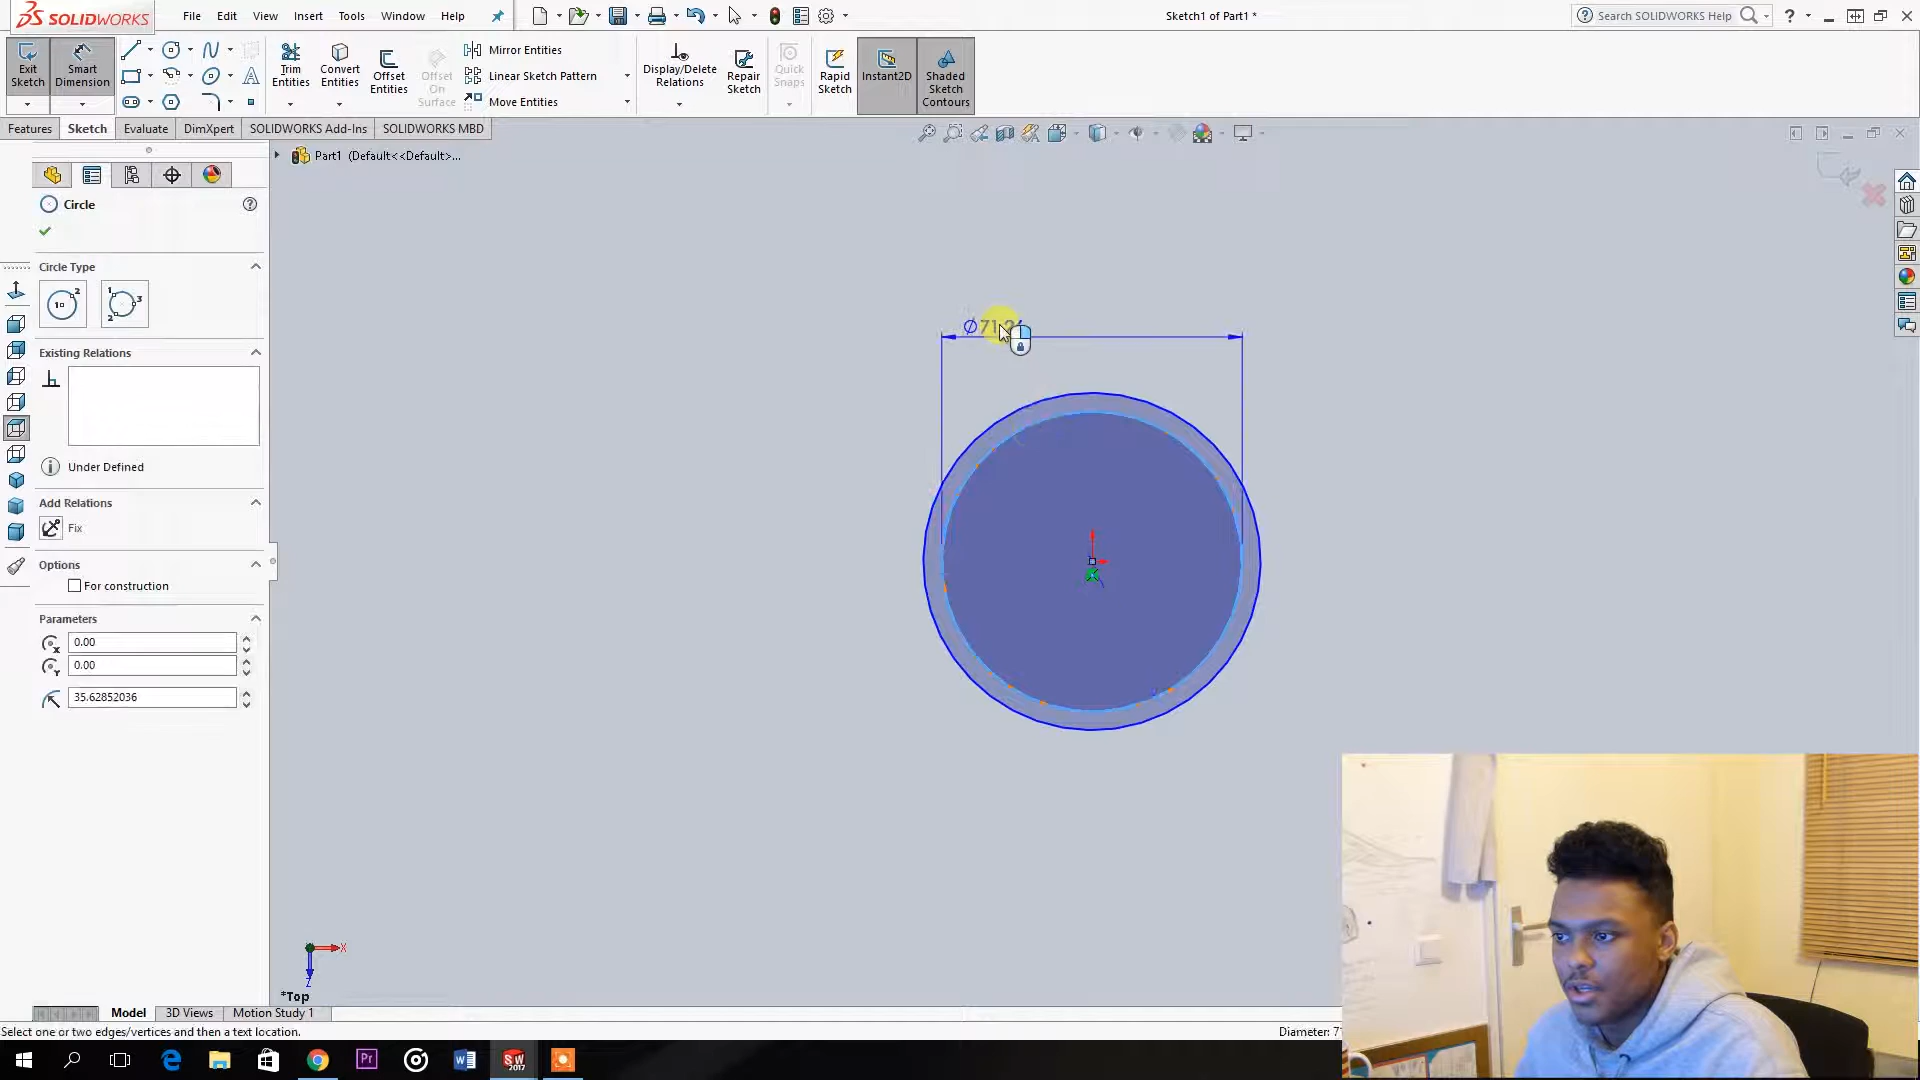 SOLIDWORKS
File Edit View Insert Tools Window Help
Sketch1 of Part1 *
Search SOLIDWORKS Help
Exit Sketch
Smart Dimension
Trim Entities
Convert Entities
Offset Entities
Offset On Surface
Mirror Entities
Linear Sketch Pattern
Move Entities
Display/Delete Relations
Repair Sketch
Quick Snaps
Rapid Sketch
Instant2D
Shaded Sketch Contours
Features Sketch Evaluate DimXpert SOLIDWORKS Add-Ins SOLIDWORKS MBD
Part1 (Default<<Default>...
Circle
Circle Type
Existing Relations
Under Defined
Add Relations
Fix
Options
For construction
Parameters
0.00
0.00
35.62852036
X
Z
*Top
Model 3D Views Motion Study 1
Select one or two edges/vertices and then a text location.
Diameter:
Pr
SW
2017